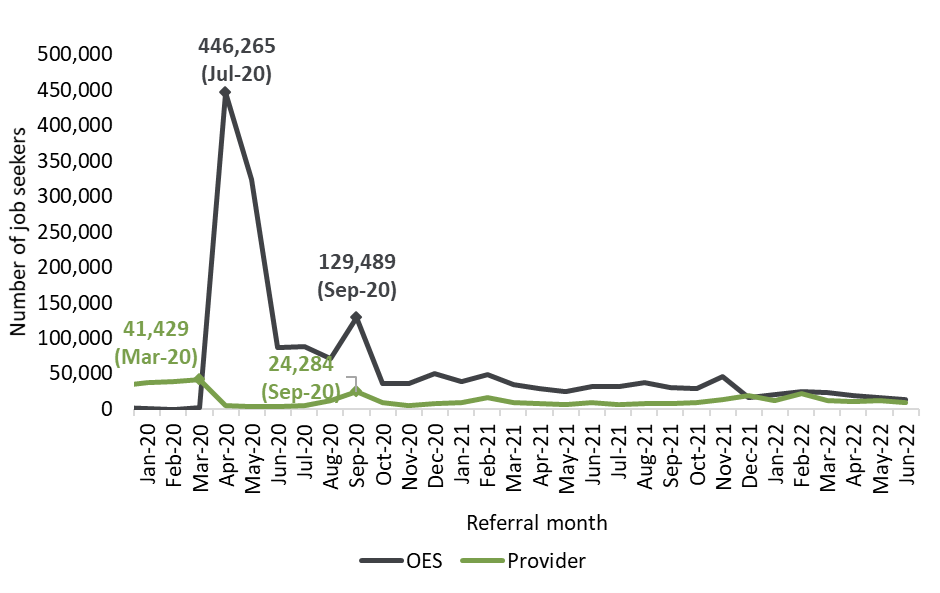 446,265
(Jul-20)
500,000
450,000
400,000
350,000
300,000
250,000
200,000
150,000
100,000
50,000
0
Number of job seekers
129,489
(Sep-20)
41,429
(Mar-20)
24,284
(Sep-20)
Jan-20
Feb-20
Mar-20
Apr-20
May-20
Jun-20
Jul-20
Aug-20
Sep-20
Oct-20
Nov-20
Dec-20
Jan-21
Feb-21
Mar-21
Apr-21
May-21
Jun-21
Jul-21
Aug-21
Sep-21
Oct-21
Nov-21
Dec-21
Jan-22
Feb-22
Mar-22
Apr-22
May-22
Jun-22
Referral month
OES
Provider